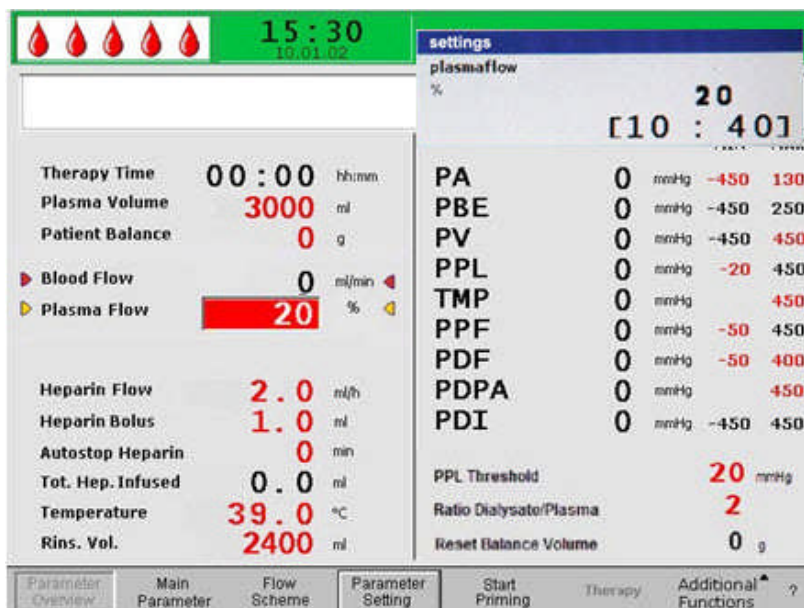 15:30
10.01.02
settings
plasmaflow
%
20
[10 : 40]
Therapy Time 00:00 hh:mm
Plasma Volume 3000 ml
Patient Balance 0 g
Blood Flow 0 ml/min
Plasma Flow 20 %
Heparin Flow 2.0 ml/h
Heparin Bolus 1.0 ml
Autostop Heparin 0 min
Tot. Hep. Infused 0.0 ml
Temperature 39.0 °C
Rins. Vol. 2400 ml
PA 0 mmHg -450 130
PBE 0 mmHg -450 250
PV 0 mmHg -450 450
PPL 0 mmHg -20 450
TMP 0 mmHg 450
PPF 0 mmHg -50 450
PDF 0 mmHg -50 400
PDPA 0 mmHg 450
PDI 0 mmHg -450 450
PPL Threshold 20 mmHg
Ratio Dialysate/Plasma 2
Reset Balance Volume 0 g
Parameter Overview
Main Parameter
Flow Scheme
Parameter Setting
Start Priming
Therapy
Additional Functions
?